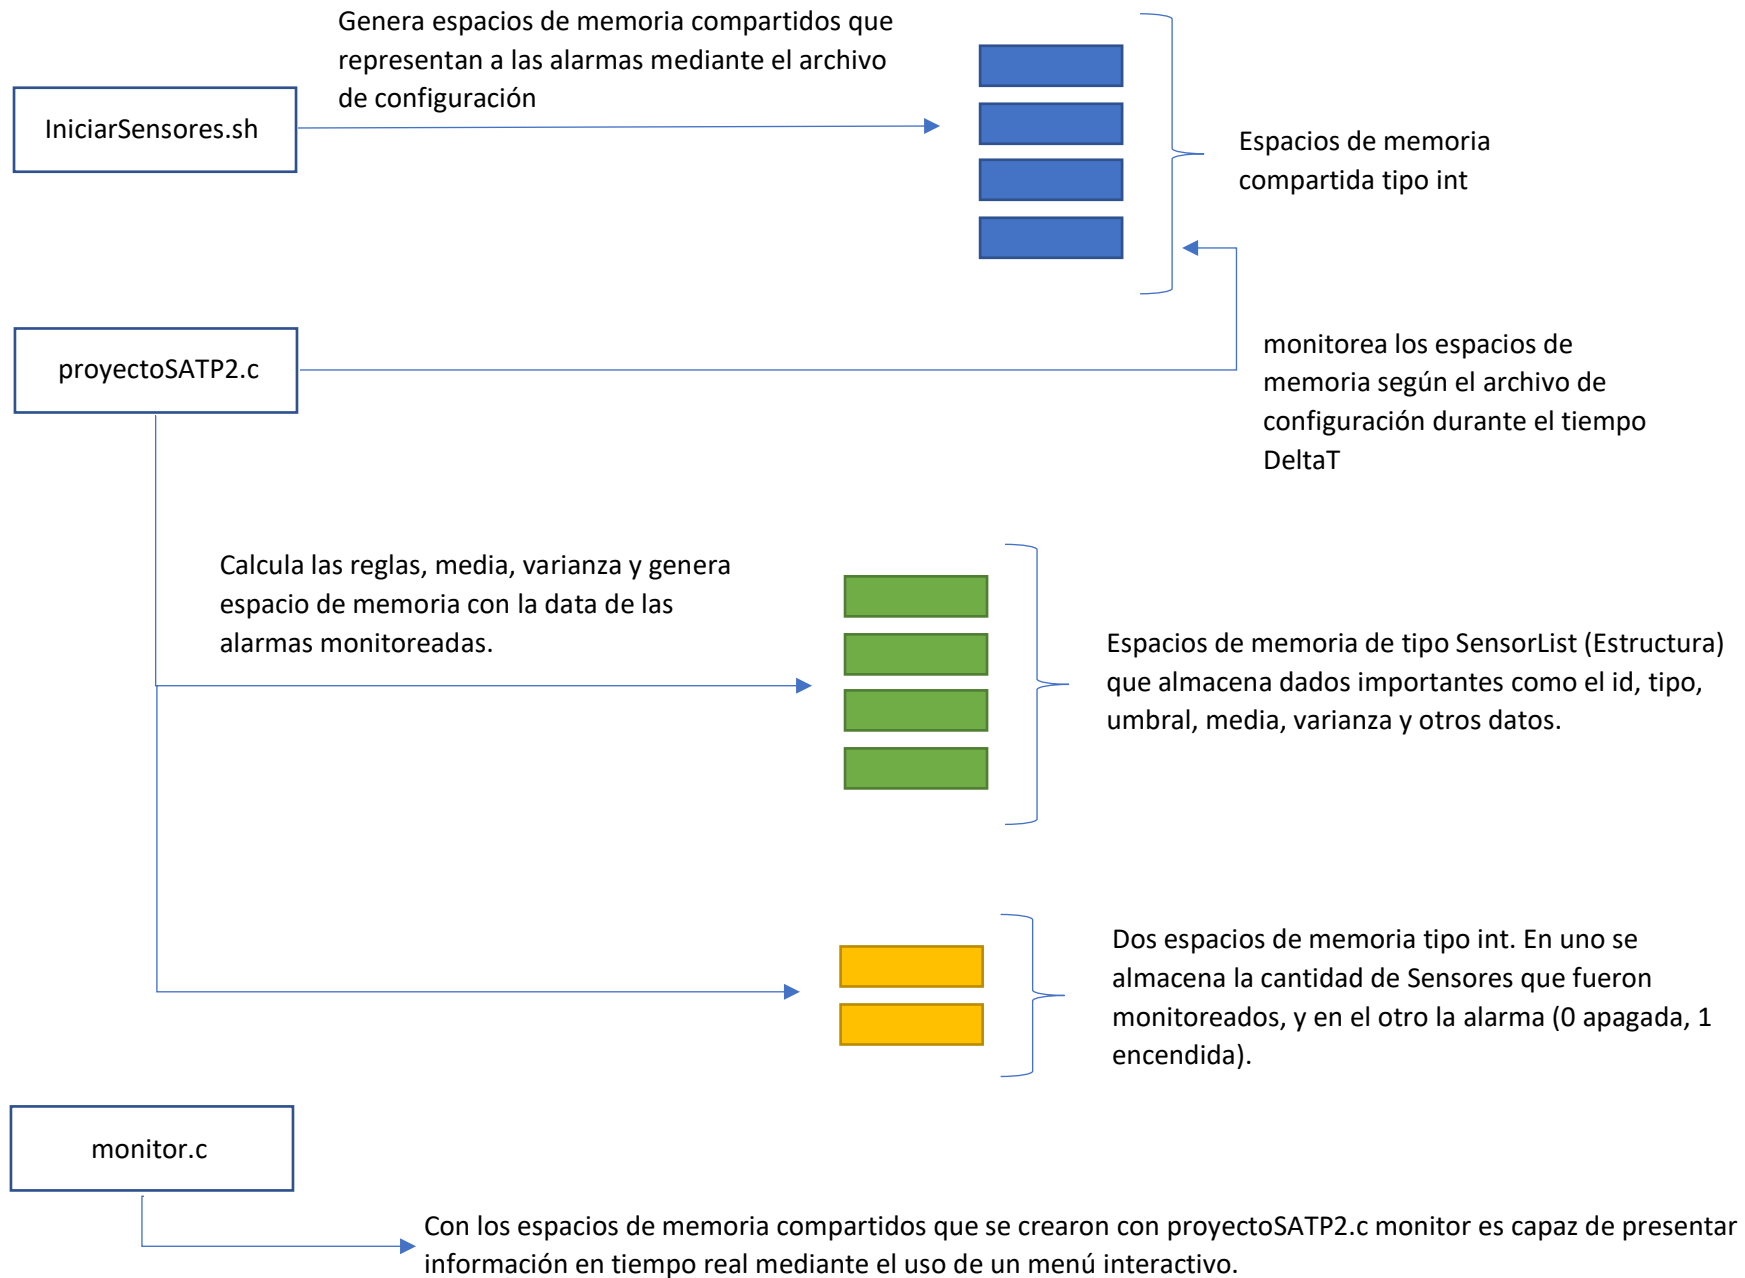 Genera espacios de memoria compartidos que
representan a las alarmas mediante el archivo
de configuración
IniciarSensores.sh
Espacios de memoria
compartida tipo int
proyectoSATP2.c
monitorea los espacios de
memoria según el archivo de
configuración durante el tiempo
DeltaT
Calcula las reglas, media, varianza y genera
espacio de memoria con la data de las
alarmas monitoreadas.
Espacios de memoria de tipo SensorList (Estructura)
que almacena dados importantes como el id, tipo,
umbral, media, varianza y otros datos.
Dos espacios de memoria tipo int. En uno se
almacena la cantidad de Sensores que fueron
monitoreados, y en el otro la alarma (0 apagada, 1
encendida).
monitor.c
Con los espacios de memoria compartidos que se crearon con proyectoSATP2.c monitor es capaz de presentar
información en tiempo real mediante el uso de un menú interactivo.